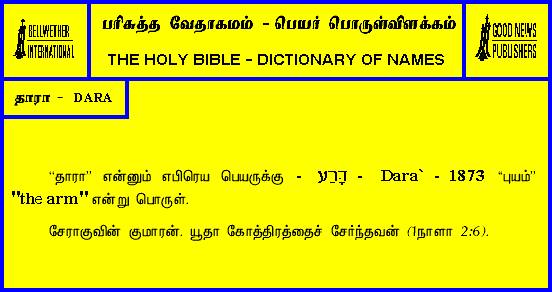 BELLWETHER
INTERNATIONAL
பரிசுத்த வேதாகமம் - பெயர் பொருள்விளக்கம்
THE HOLY BIBLE - DICTIONARY OF NAMES
GOOD NEWS
PUBLISHERS
தாரா - DARA
“தாரா” என்னும் எபிரெய பெயருக்கு - דָּרַע - Dara` - 1873 “புயம்”
"the arm" என்று பொருள்.
சேராகுவின் குமாரன். யூதா கோத்திரத்தைச் சேர்ந்தவன் (1நாளா 2:6).